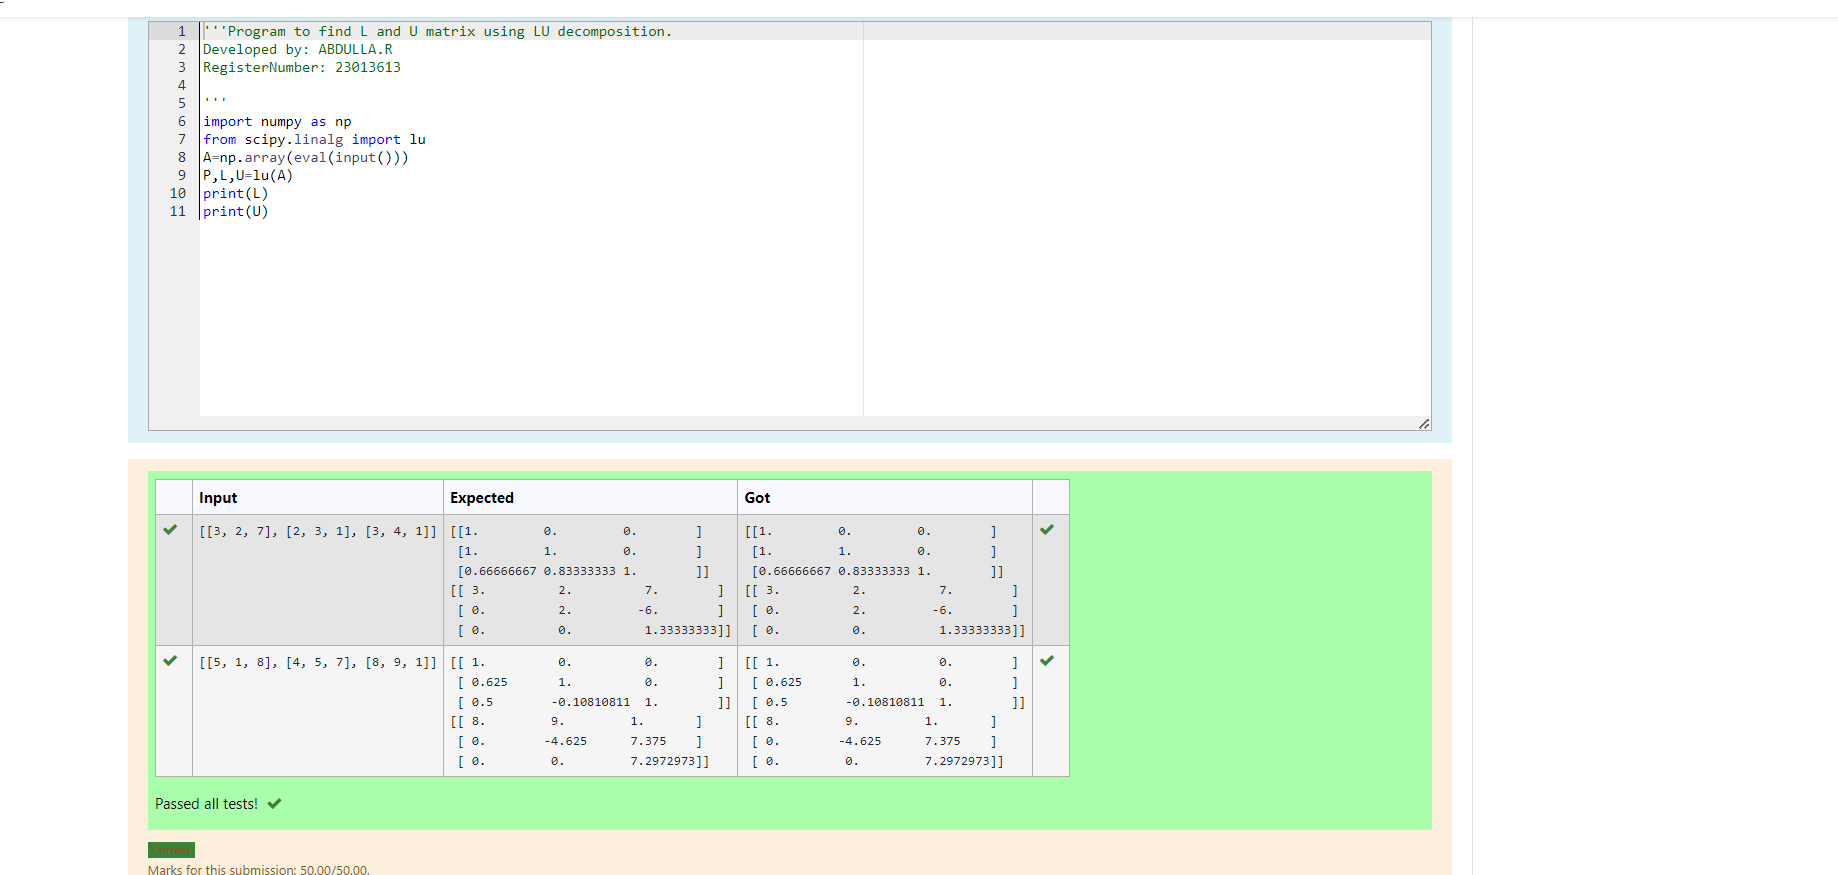 1 '''Program to find L and U matrix using LU decomposition.
2 Developed by: ABDULLA.R
3 RegisterNumber: 23013613
4
5 '''
6 import numpy as np
7 from scipy.linalg import lu
8 A=np.array(eval(input()))
9 P,L,U=lu(A)
10 print(L)
11 print(U)
Input Expected Got
[[3, 2, 7], [2, 3, 1], [3, 4, 1]] [[1. 0. 0. ] [[1. 0. 0. ]
[1. 1. 0. ] [1. 1. 0. ]
[0.66666667 0.83333333 1. ]] [0.66666667 0.83333333 1. ]]
[[ 3. 2. 7. ] [[ 3. 2. 7. ]
[ 0. 2. -6. ] [ 0. 2. -6. ]
[ 0. 0. 1.33333333]] [ 0. 0. 1.33333333]]
[[5, 1, 8], [4, 5, 7], [8, 9, 1]] [[ 1. 0. 0. ] [[ 1. 0. 0. ]
[ 0.625 1. 0. ] [ 0.625 1. 0. ]
[ 0.5 -0.10810811 1. ]] [ 0.5 -0.10810811 1. ]]
[[ 8. 9. 1. ] [[ 8. 9. 1. ]
[ 0. -4.625 7.375 ] [ 0. -4.625 7.375 ]
[ 0. 0. 7.2972973]] [ 0. 0. 7.2972973]]
Passed all tests!
Correct
Marks for this submission: 50.00/50.00.